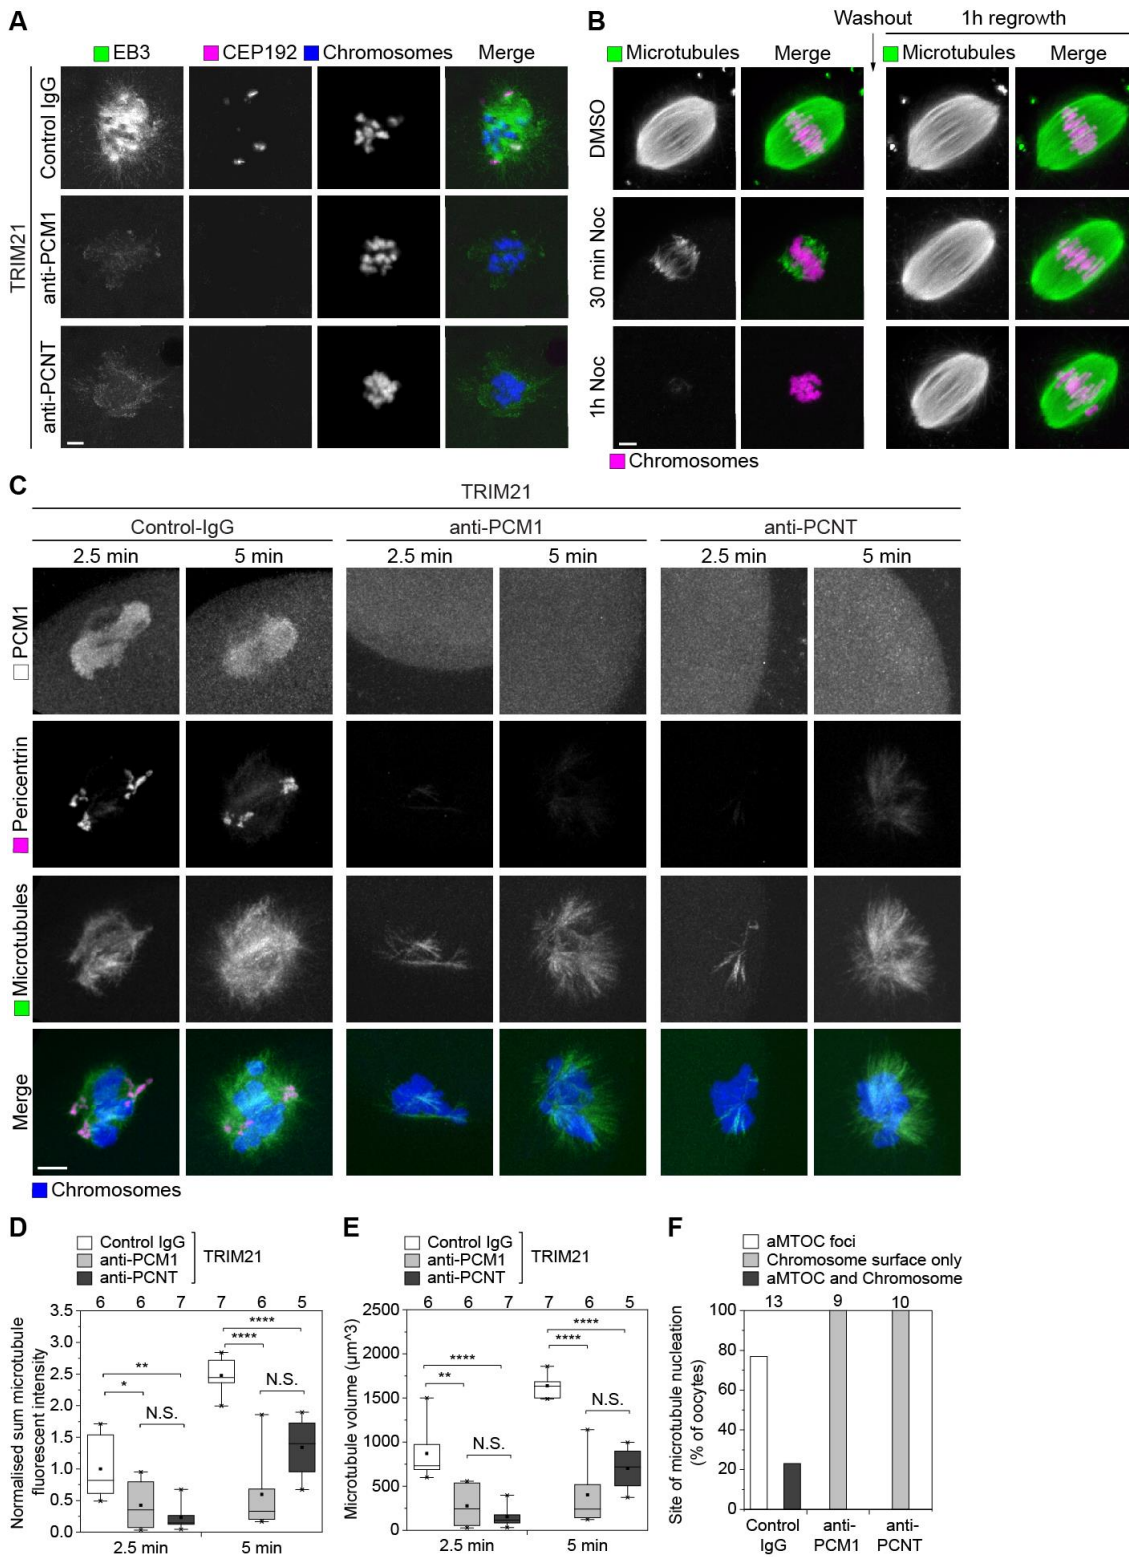 A
EB3 CEP192 Chromosomes Merge
TRIM21
Control IgG
anti-PCM1
anti-PCNT
B
Washout 1h regrowth
Microtubules Merge Microtubules Merge
DMSO
30 min Noc
1h Noc
Chromosomes
C
TRIM21
Control-IgG anti-PCM1 anti-PCNT
2.5 min 5 min 2.5 min 5 min 2.5 min 5 min
PCM1
Pericentrin
Microtubules
Merge
Chromosomes
D
Control IgG
anti-PCM1
anti-PCNT
TRIM21
6 6 7 7 6 5
Normalised sum microtubule
fluorescent intensity
3.5
3.0
2.5
2.0
1.5
1.0
0.5
0.0
**
*
N.S.
****
****
N.S.
2.5 min 5 min
E
Control IgG
anti-PCM1
anti-PCNT
TRIM21
6 6 7 7 6 5
Microtubule volume (µm^3)
2500
2000
1500
1000
500
0
****
**
N.S.
****
****
N.S.
2.5 min 5 min
F
aMTOC foci
Chromosome surface only
aMTOC and Chromosome
13 9 10
Site of microtubule nucleation
(% of oocytes)
100
80
60
40
20
0
Control IgG
anti-PCM1
anti-PCNT